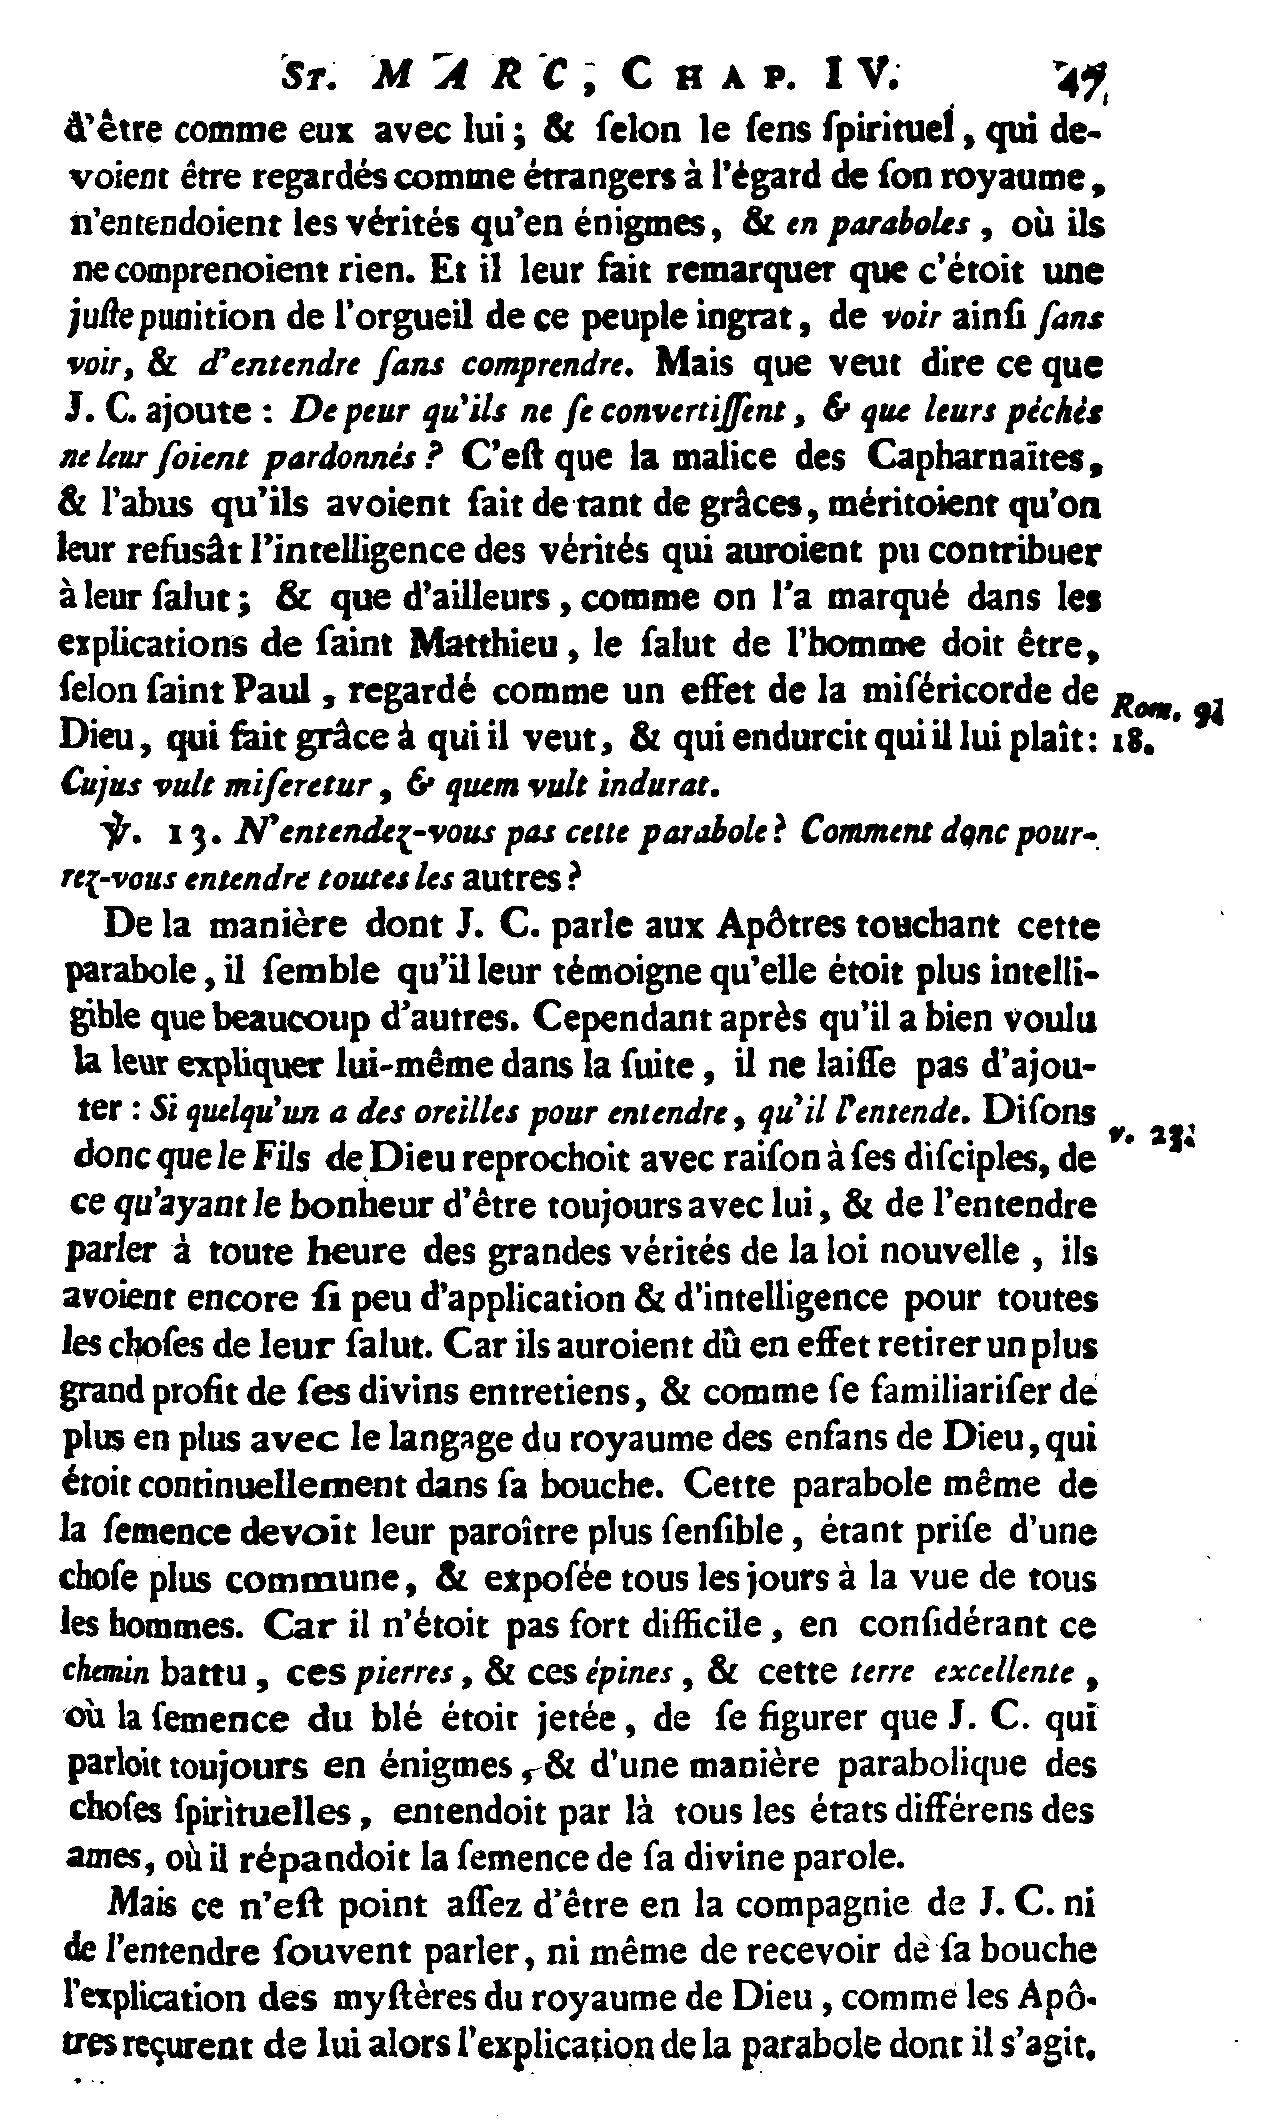 St. MARC, CHAP. IV. 47
d'être comme eux avec lui ; & ſelon le ſens ſpirituel, qui de-
voient être regardés comme étrangers à l'égard de ſon royaume,
n'entendoient les vérités qu'en énigmes, & en paraboles, où ils
ne comprenoient rien. Et il leur fait remarquer que c'étoit une
juſte punition de l'orgueil de ce peuple ingrat, de voir ainſi ſans
voir, & d'entendre ſans comprendre. Mais que veut dire ce que
J. C. ajoute : De peur qu'ils ne ſe convertiſſent, & que leurs péchés
ne leur ſoient pardonnés ? C'eſt que la malice des Capharnaïtes,
& l'abus qu'ils avoient fait de tant de grâces, méritoient qu'on
leur refusât l'intelligence des vérités qui auroient pu contribuer
à leur ſalut ; & que d'ailleurs, comme on l'a marqué dans les
explications de ſaint Matthieu, le ſalut de l'homme doit être,
ſelon ſaint Paul, regardé comme un effet de la miſéricorde de
Rom. 9.
Dieu, qui fait grâce à qui il veut, & qui endurcit qui il lui plaît : 18.
Cujus vult miſeretur, & quem vult indurat.
℣. 13. N'entendez-vous pas cette parabole ? Comment donc pour-
rez-vous entendre toutes les autres ?
De la manière dont J. C. parle aux Apôtres touchant cette
parabole, il ſemble qu'il leur témoigne qu'elle étoit plus intelli-
gible que beaucoup d'autres. Cependant après qu'il a bien voulu
la leur expliquer lui-même dans la ſuite, il ne laiſſe pas d'ajou-
ter : Si quelqu'un a des oreilles pour entendre, qu'il l'entende. Diſons
v. 23.
donc que le Fils de Dieu reprochoit avec raiſon à ſes diſciples, de
ce qu'ayant le bonheur d'être toujours avec lui, & de l'entendre
parler à toute heure des grandes vérités de la loi nouvelle, ils
avoient encore ſi peu d'application & d'intelligence pour toutes
les choſes de leur ſalut. Car ils auroient dû en effet retirer un plus
grand profit de ſes divins entretiens, & comme ſe familiariſer de
plus en plus avec le langage du royaume des enfans de Dieu, qui
étoit continuellement dans ſa bouche. Cette parabole même de
la ſemence devoit leur paroître plus ſenſible, étant priſe d'une
choſe plus commune, & expoſée tous les jours à la vue de tous
les hommes. Car il n'étoit pas fort difficile, en conſidérant ce
chemin battu, ces pierres, & ces épines, & cette terre excellente,
où la ſemence du blé étoit jetée, de ſe figurer que J. C. qui
parloit toujours en énigmes, & d'une manière parabolique des
choſes ſpirituelles, entendoit par là tous les états différens des
ames, où il répandoit la ſemence de ſa divine parole.
Mais ce n'eſt point aſſez d'être en la compagnie de J. C. ni
de l'entendre ſouvent parler, ni même de recevoir de ſa bouche
l'explication des myſtères du royaume de Dieu, comme les Apô-
tres reçurent de lui alors l'explication de la parabole dont il s'agit.